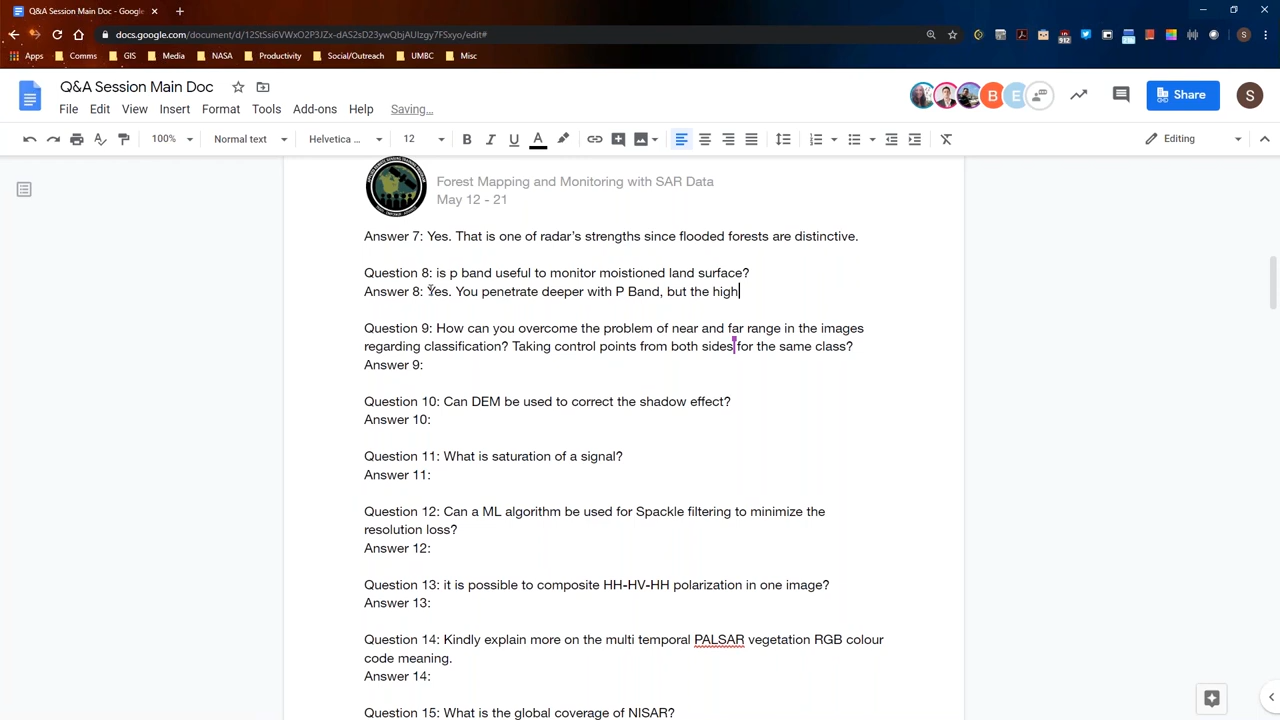 Q&A Session Main Doc - Google
docs.google.com/document/d/12StSsi6VWxO2P3JZx-dAS2sD23ywQbjAUIzgy7FSxyo/edit#
Apps Comms GIS Media NASA Productivity Social/Outreach UMBC Misc
912
S
Q&A Session Main Doc
File Edit View Insert Format Tools Add-ons Help Saving...
B E Share S
100% Normal text Helvetica ... 12 B I U A Editing
Forest Mapping and Monitoring with SAR Data
May 12 - 21
Answer 7: Yes. That is one of radar's strengths since flooded forests are distinctive.
Question 8: is p band useful to monitor moistioned land surface?
Answer 8: Yes. You penetrate deeper with P Band, but the high
Question 9: How can you overcome the problem of near and far range in the images
regarding classification? Taking control points from both sides for the same class?
Answer 9:
Question 10: Can DEM be used to correct the shadow effect?
Answer 10:
Question 11: What is saturation of a signal?
Answer 11:
Question 12: Can a ML algorithm be used for Spackle filtering to minimize the
resolution loss?
Answer 12:
Question 13: it is possible to composite HH-HV-HH polarization in one image?
Answer 13:
Question 14: Kindly explain more on the multi temporal PALSAR vegetation RGB colour
code meaning.
Answer 14:
Question 15: What is the global coverage of NISAR?